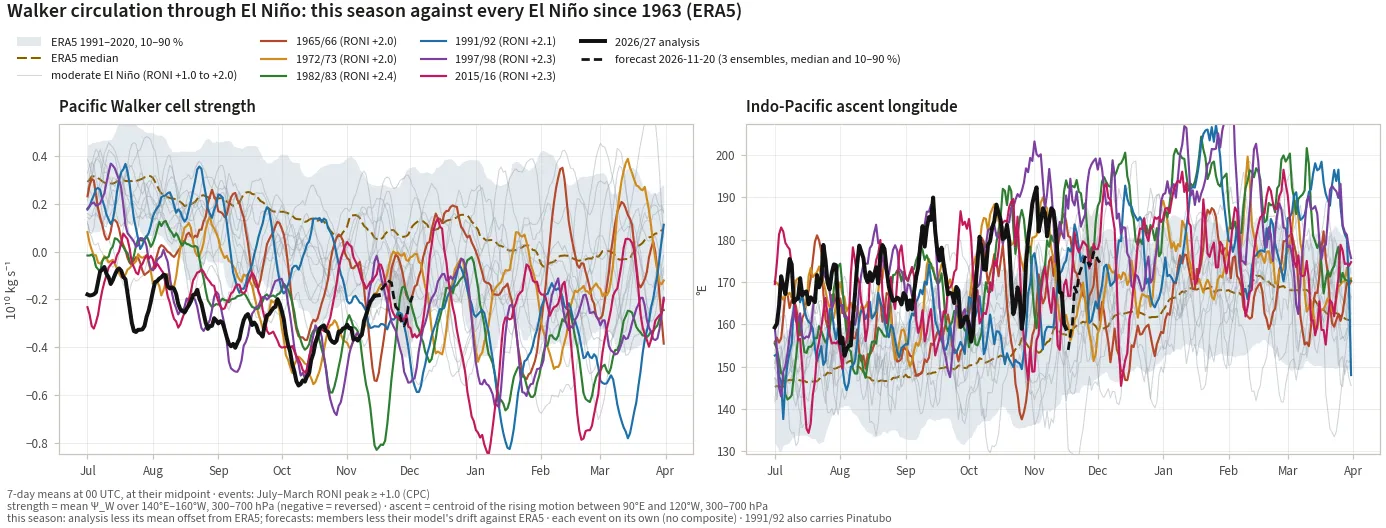 Walker circulation through El Niño: this season against every El Niño since 1963 (ERA5)
ERA5 1991–2020, 10–90 %
ERA5 median
moderate El Niño (RONI +1.0 to +2.0)
1965/66 (RONI +2.0)
1972/73 (RONI +2.0)
1982/83 (RONI +2.4)
1991/92 (RONI +2.1)
1997/98 (RONI +2.3)
2015/16 (RONI +2.3)
2026/27 analysis
forecast 2026-11-20 (3 ensembles, median and 10–90 %)
Pacific Walker cell strength
10¹⁰ kg s⁻¹
0.4
0.2
0.0
−0.2
−0.4
−0.6
−0.8
Jul Aug Sep Oct Nov Dec Jan Feb Mar Apr
Indo-Pacific ascent longitude
°E
200
190
180
170
160
150
140
130
Jul Aug Sep Oct Nov Dec Jan Feb Mar Apr
7-day means at 00 UTC, at their midpoint · events: July–March RONI peak ≥ +1.0 (CPC)
strength = mean Ψ_W over 140°E–160°W, 300–700 hPa (negative = reversed) · ascent = centroid of the rising motion between 90°E and 120°W, 300–700 hPa
this season: analysis less its mean offset from ERA5; forecasts: members less their model's drift against ERA5 · each event on its own (no composite) · 1991/92 also carries Pinatubo